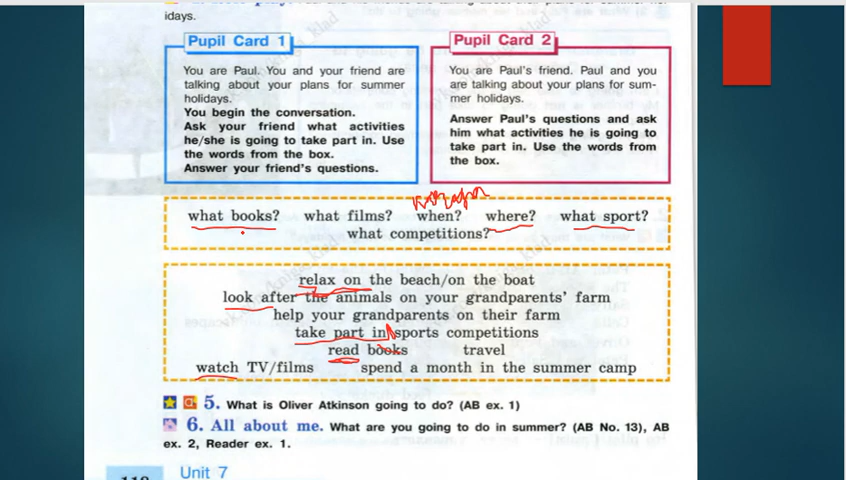 idays.
Pupil Card 1
You are Paul. You and your friend are
talking about your plans for summer
holidays.
You begin the conversation.
Ask your friend what activities
he/she is going to take part in. Use
the words from the box.
Answer your friend's questions.
Pupil Card 2
You are Paul's friend. Paul and you
are talking about your plans for sum-
mer holidays.
Answer Paul's questions and ask
him what activities he is going to
take part in. Use the words from
the box.
what books? what films? when? where? what sport?
what competitions?
relax on the beach/on the boat
look after the animals on your grandparents' farm
help your grandparents on their farm
take part in sports competitions
read books travel
watch TV/films spend a month in the summer camp
5. What is Oliver Atkinson going to do? (AB ex. 1)
6. All about me. What are you going to do in summer? (AB No. 13), AB
ex. 2, Reader ex. 1.
Unit 7